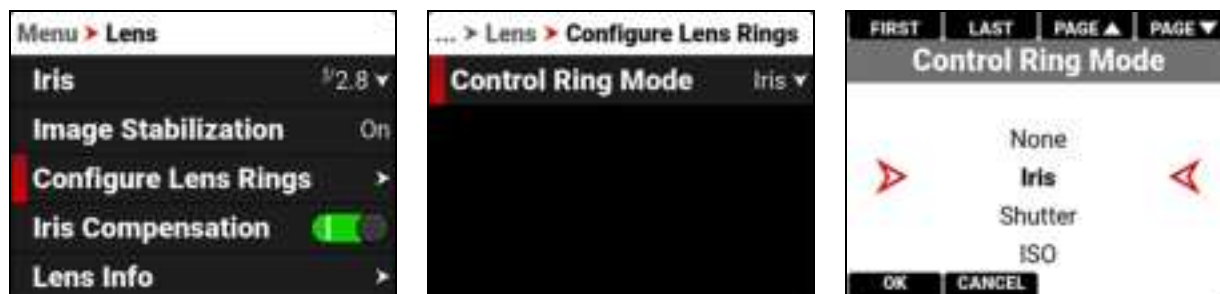 Menu > Lens
Iris f/2.8
Image Stabilization On
Configure Lens Rings >
Iris Compensation
Lens Info >
... > Lens > Configure Lens Rings
Control Ring Mode Iris
FIRST LAST PAGE▲ PAGE▼
Control Ring Mode
None
Iris
Shutter
ISO
OK CANCEL